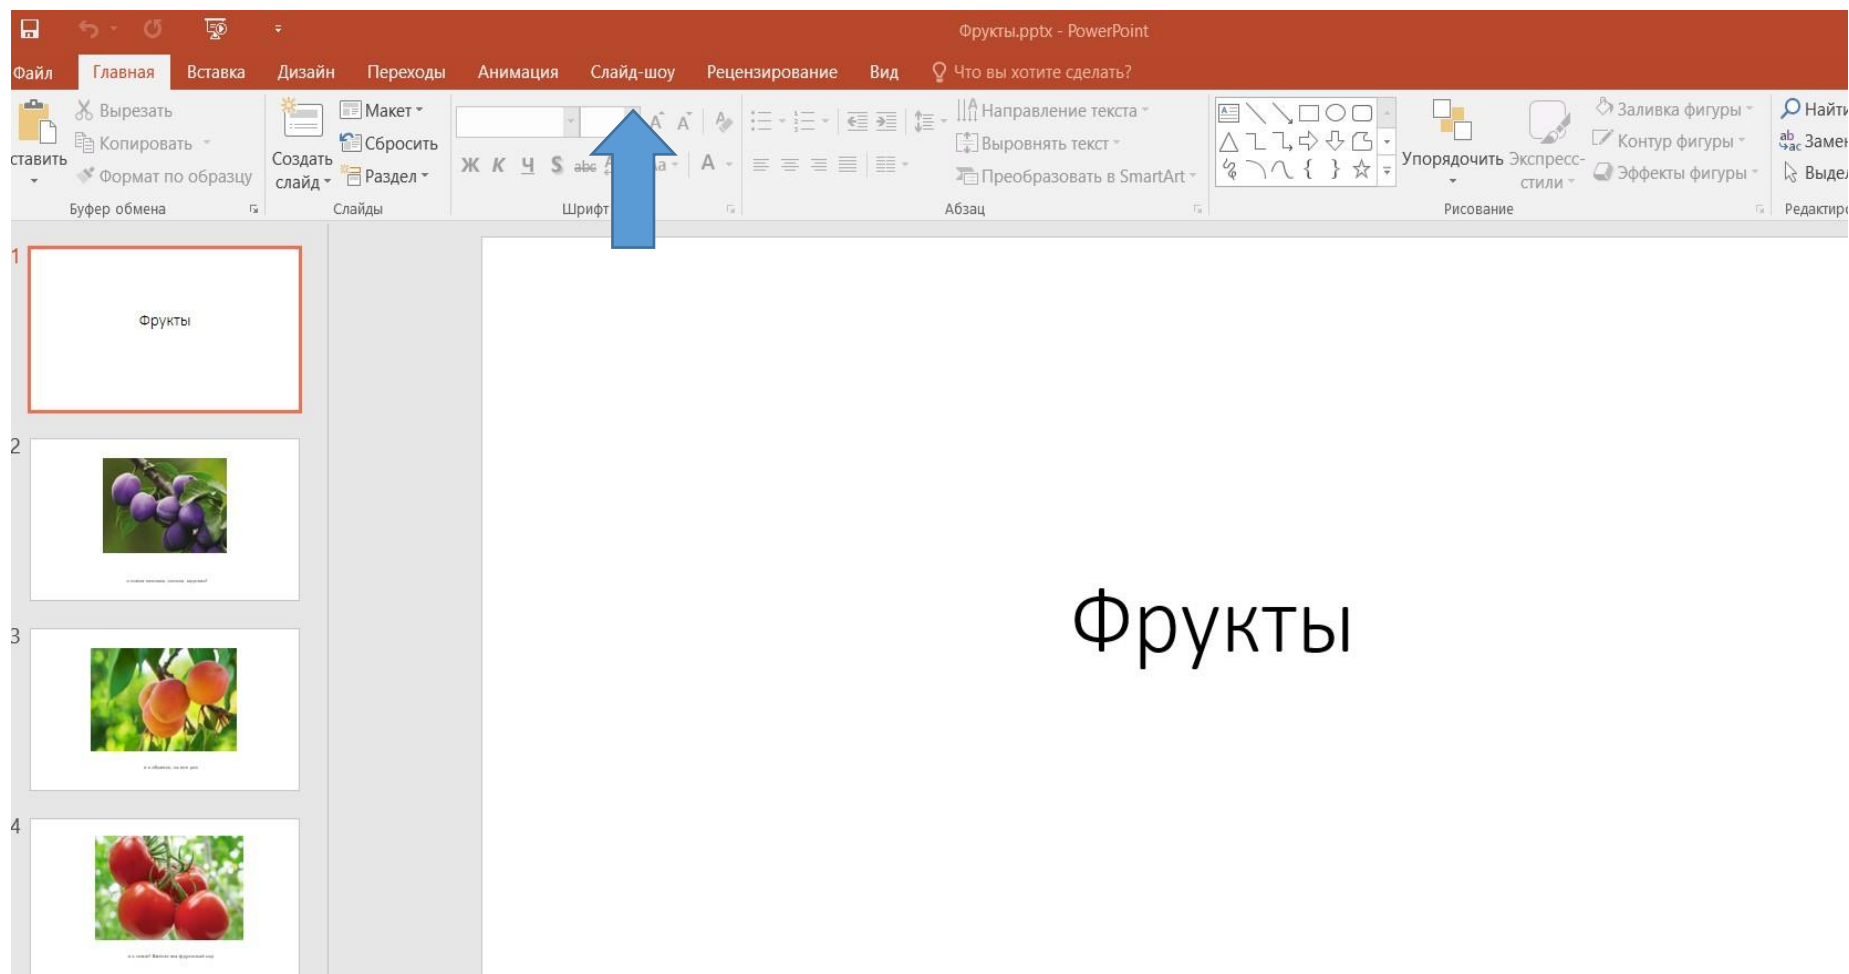 Фрукты.pptx - PowerPoint
Файл Главная Вставка Дизайн Переходы Анимация Слайд-шоу Рецензирование Вид Что вы хотите сделать?
ставить
Вырезать
Копировать
Формат по образцу
Буфер обмена
Создать слайд
Макет
Сбросить
Раздел
Слайды
Ж К Ч S abc
А
Шрифт
Направление текста
Выровнять текст
Преобразовать в SmartArt
Абзац
Упорядочить
Экспресс-
стили
Заливка фигуры
Контур фигуры
Эффекты фигуры
Рисование
Найти
Замен
Выдел
Редактиро
1
Фрукты
2
3
4
Фрукты